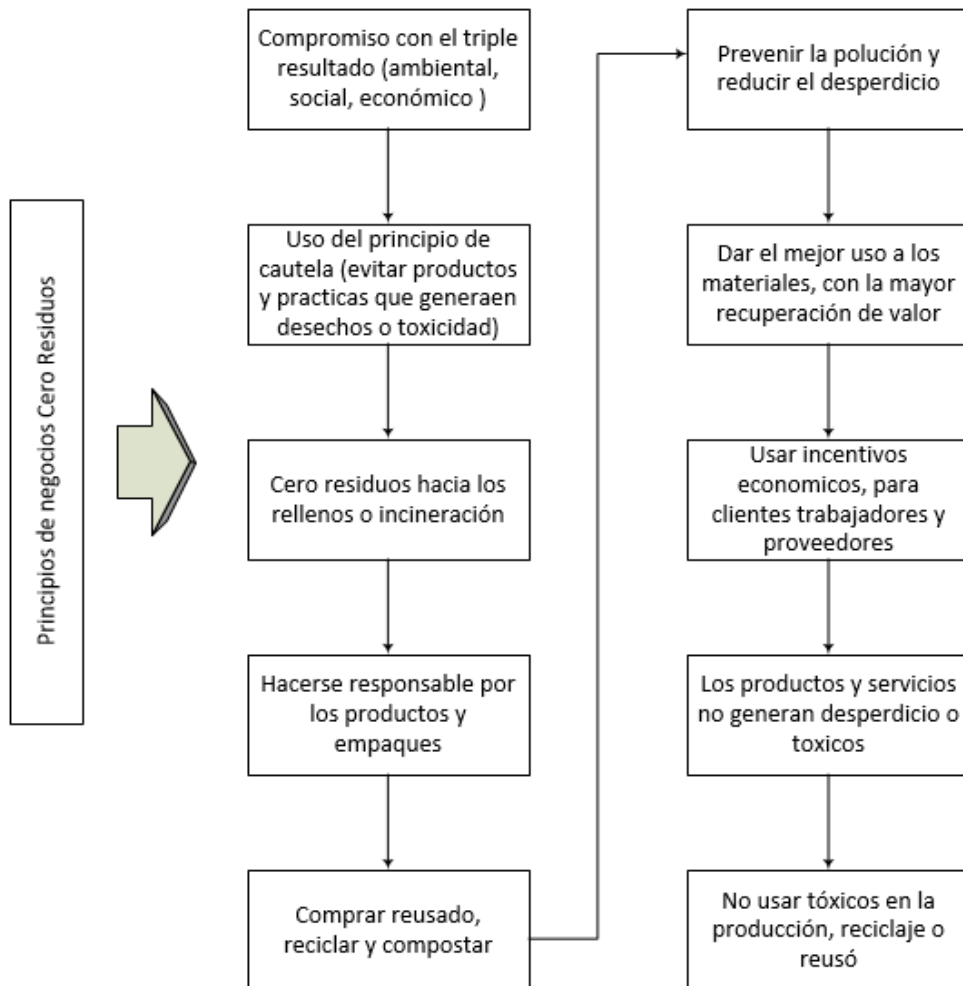 Principios de negocios Cero Residuos
Compromiso con el triple
resultado (ambiental,
social, económico )
Uso del principio de
cautela (evitar productos
y practicas que generaen
desechos o toxicidad)
Cero residuos hacia los
rellenos o incineración
Hacerse responsable por
los productos y
empaques
Comprar reusado,
reciclar y compostar
Prevenir la polución y
reducir el desperdicio
Dar el mejor uso a los
materiales, con la mayor
recuperación de valor
Usar incentivos
economicos, para
clientes trabajadores y
proveedores
Los productos y servicios
no generan desperdicio o
toxicos
No usar tóxicos en la
producción, reciclaje o
reusó